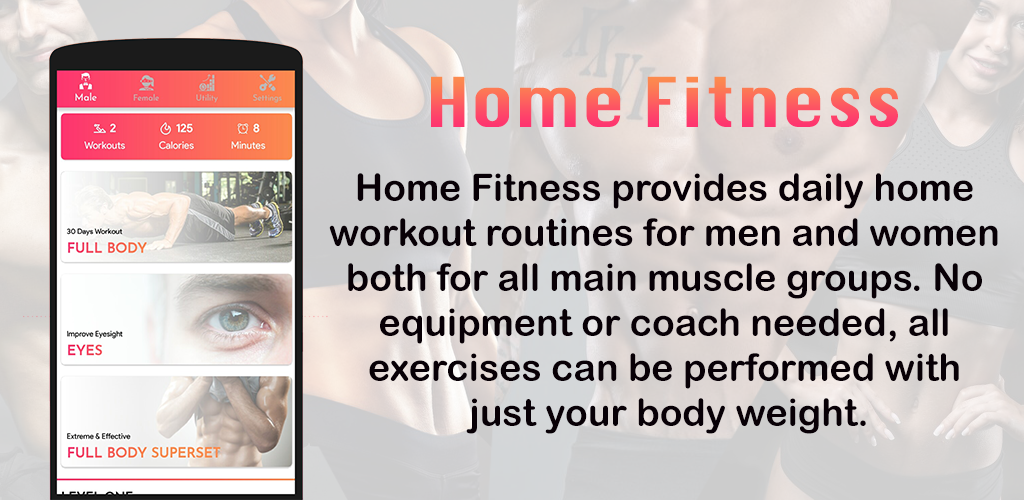 Male Female Utility Settings
2 125 8
Workouts Calories Minutes
30 Days Workout
FULL BODY
Improve Eyesight
EYES
Extreme & Effective
FULL BODY SUPERSET
LEVEL ONE
Home Fitness
Home Fitness provides daily home
workout routines for men and women
both for all main muscle groups. No
equipment or coach needed, all
exercises can be performed with
just your body weight.